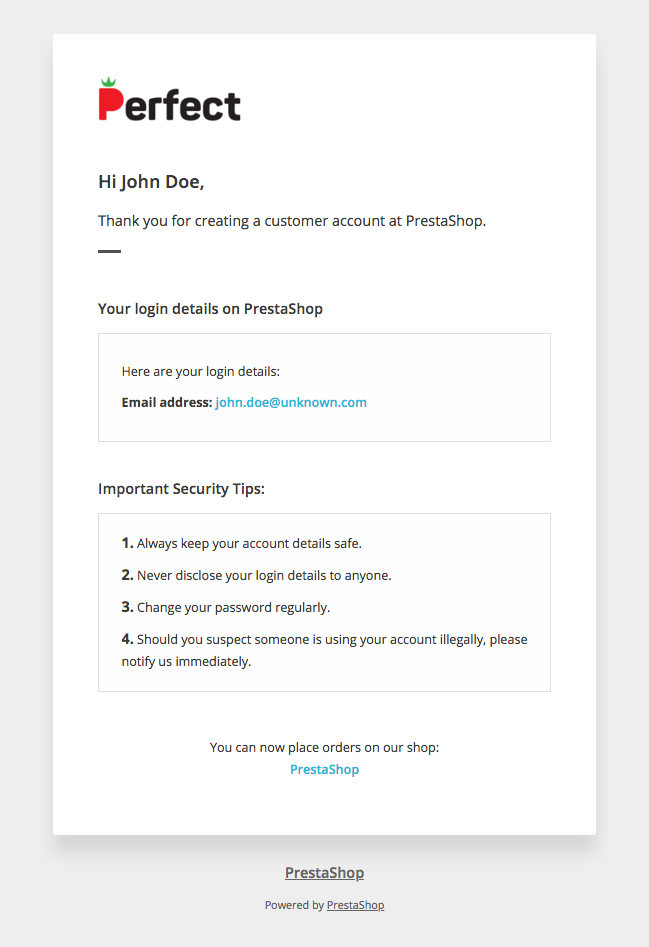 Perfect
Hi John Doe,
Thank you for creating a customer account at PrestaShop.
Your login details on PrestaShop
Here are your login details:
Email address: john.doe@unknown.com
Important Security Tips:
1. Always keep your account details safe.
2. Never disclose your login details to anyone.
3. Change your password regularly.
4. Should you suspect someone is using your account illegally, please
notify us immediately.
You can now place orders on our shop:
PrestaShop
PrestaShop
Powered by PrestaShop